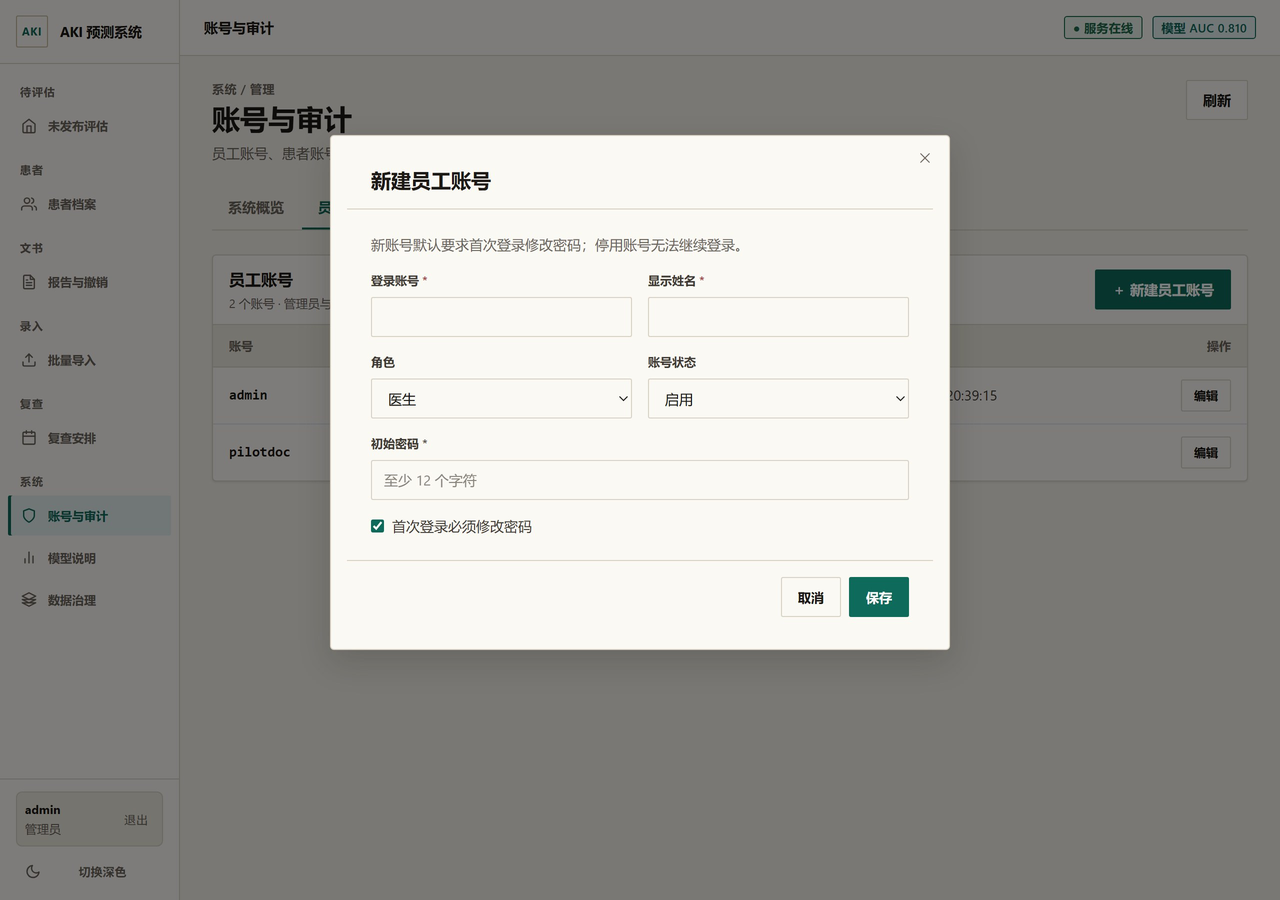 AKI
AKI 预测系统
账号与审计
● 服务在线
模型 AUC 0.810
待评估
未发布评估
患者
患者档案
文书
报告与撤销
录入
批量导入
复查
复查安排
系统
账号与审计
模型说明
数据治理
admin
管理员
退出
切换深色
系统 / 管理
账号与审计
刷新
员工账号、患者账
系统概览
员工账号
2 个账号 · 管理员与
+ 新建员工账号
账号
操作
admin
20:39:15
编辑
pilotdoc
编辑
新建员工账号
新账号默认要求首次登录修改密码；停用账号无法继续登录。
登录账号 *
显示姓名 *
角色
账号状态
医生
启用
初始密码 *
至少 12 个字符
首次登录必须修改密码
取消
保存